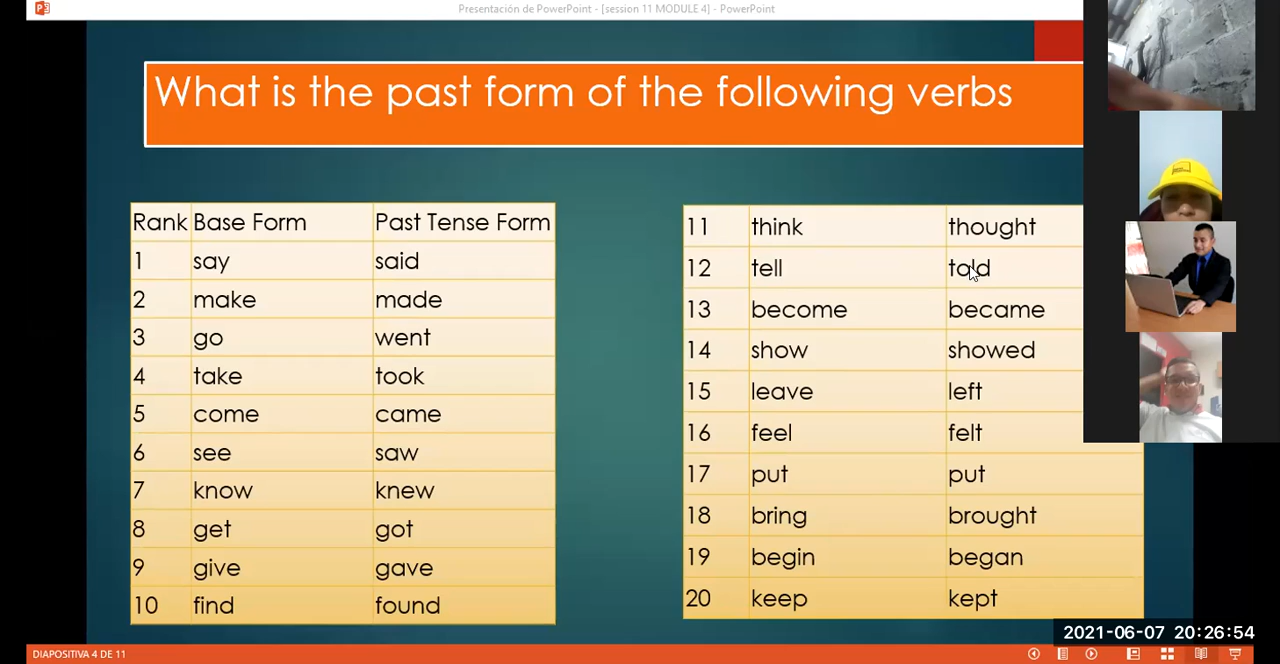 Presentación de PowerPoint - [session 11 MODULE 4] - PowerPoint
What is the past form of the following verbs
Rank Base Form Past Tense Form
1 say said
2 make made
3 go went
4 take took
5 come came
6 see saw
7 know knew
8 get got
9 give gave
10 find found
11 think thought
12 tell told
13 become became
14 show showed
15 leave left
16 feel felt
17 put put
18 bring brought
19 begin began
20 keep kept
2021-06-07 20:26:54
DIAPOSITIVA 4 DE 11